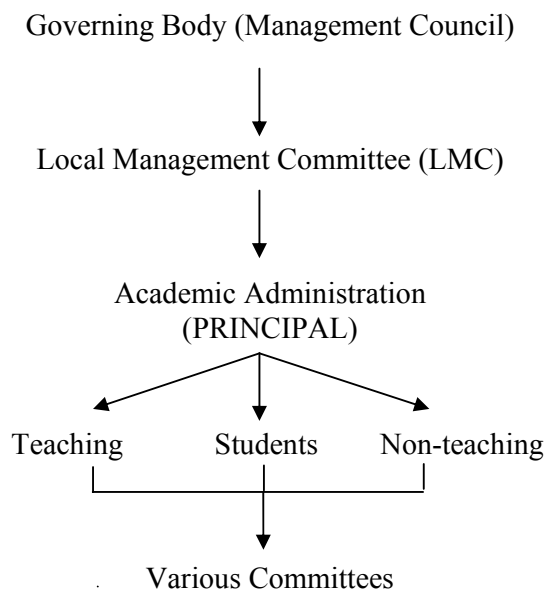 Governing Body (Management Council)
Local Management Committee (LMC)
Academic Administration
(PRINCIPAL)
Teaching Students Non-teaching
Various Committees